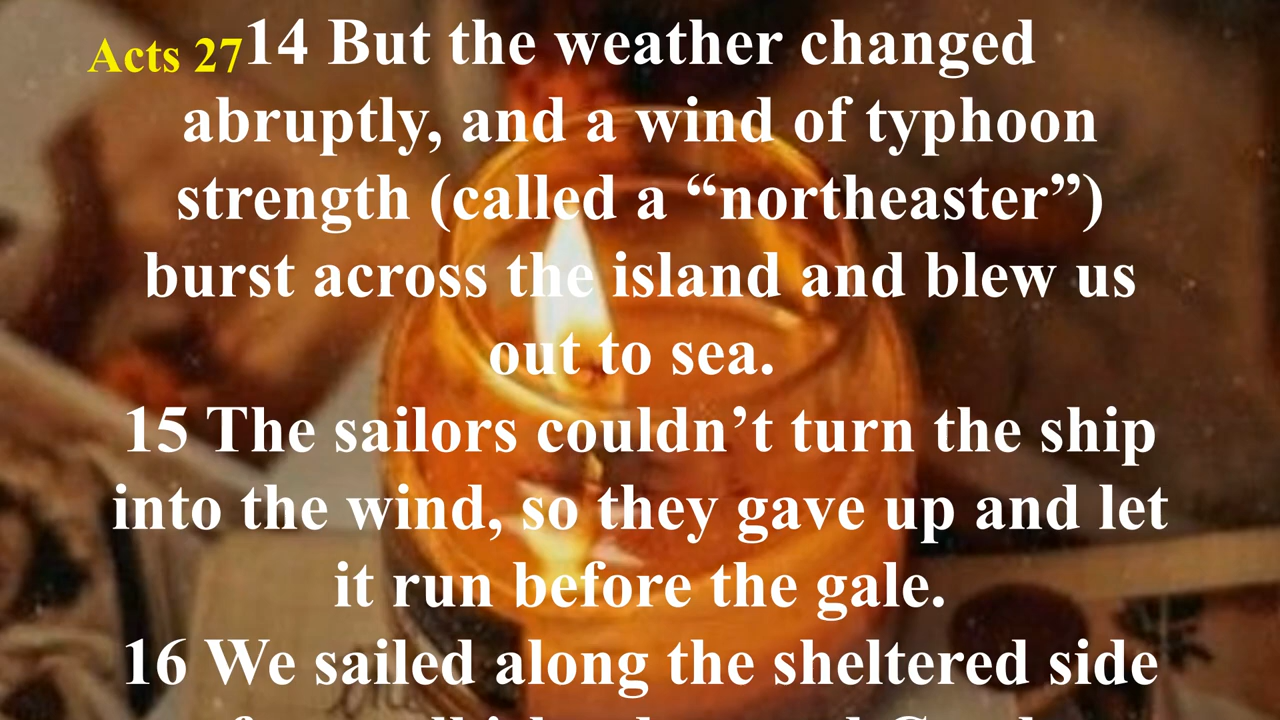 Acts 27
14 But the weather changed
abruptly, and a wind of typhoon
strength (called a “northeaster”)
burst across the island and blew us
out to sea.
15 The sailors couldn’t turn the ship
into the wind, so they gave up and let
it run before the gale.
16 We sailed along the sheltered side